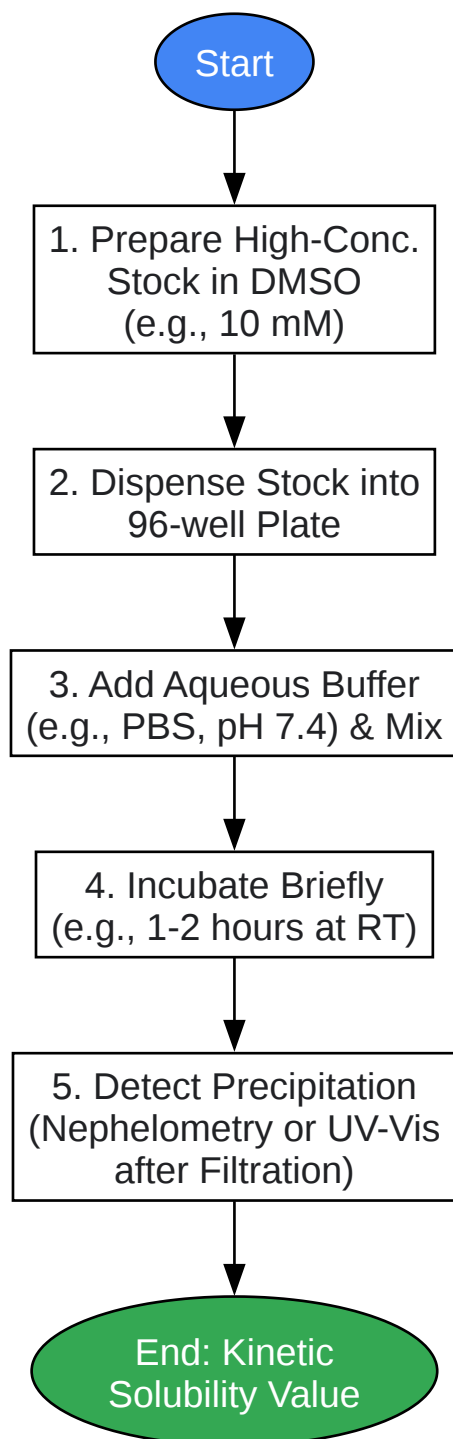 Start
1. Prepare High-Conc.
Stock in DMSO
(e.g., 10 mM)
2. Dispense Stock into
96-well Plate
3. Add Aqueous Buffer
(e.g., PBS, pH 7.4) & Mix
4. Incubate Briefly
(e.g., 1-2 hours at RT)
5. Detect Precipitation
(Nephelometry or UV-Vis
after Filtration)
End: Kinetic
Solubility Value